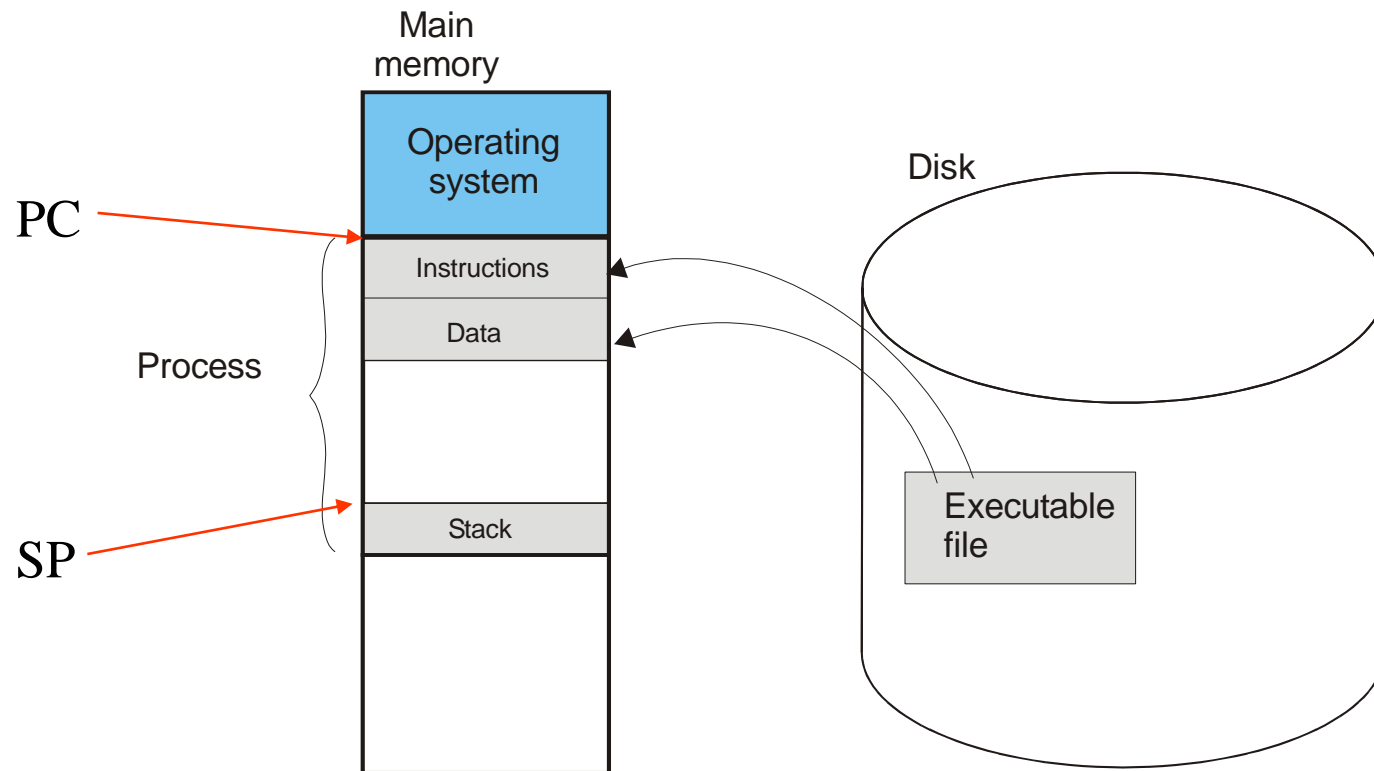 Main
memory
Operating
system
Disk
PC
Instructions
Data
Process
Executable
file
Stack
SP